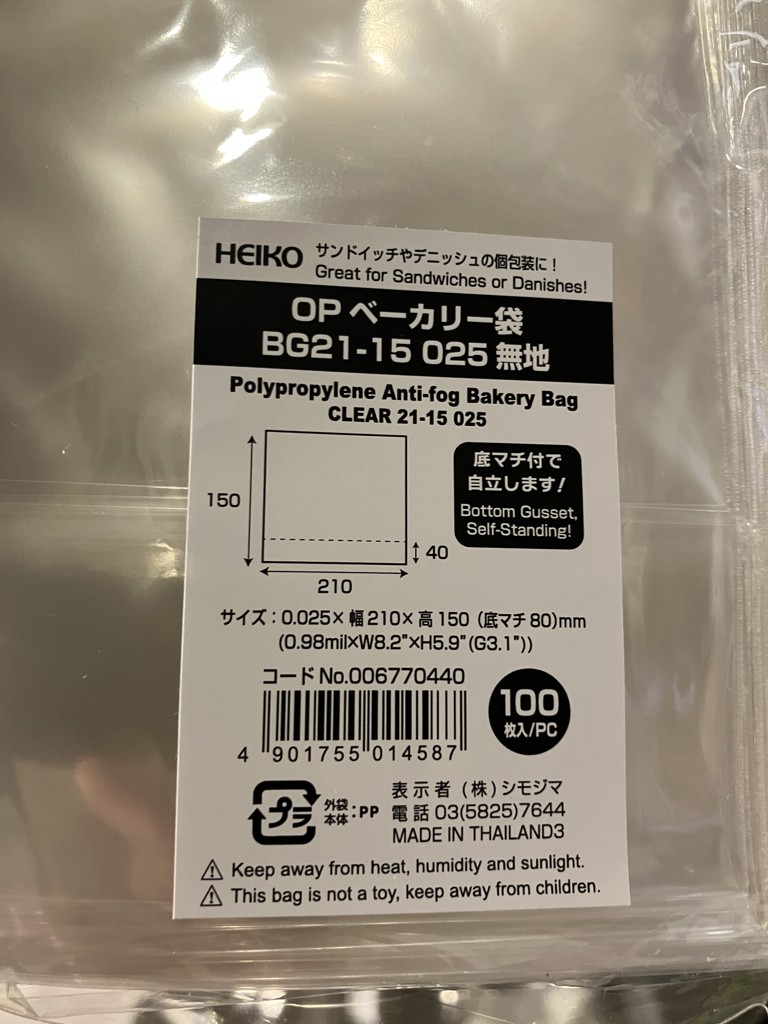 HEIKO サンドイッチやデニッシュの個包装に!
Great for Sandwiches or Danishes!
OP ベーカリー袋
BG21-15 025 無地
Polypropylene Anti-fog Bakery Bag
CLEAR 21-15 025
底マチ付で
自立します!
Bottom Gusset,
Self-Standing!
150
40
210
サイズ:0.025×幅210×高150(底マチ80)mm
(0.98mil×W8.2"×H5.9"(G3.1"))
コードNo.006770440
4 901755 014587
100
枚入/PC
プラ
外袋
本体:PP
表示者(株)シモジマ
電話 03(5825)7644
MADE IN THAILAND3
⚠ Keep away from heat, humidity and sunlight.
⚠ This bag is not a toy, keep away from children.